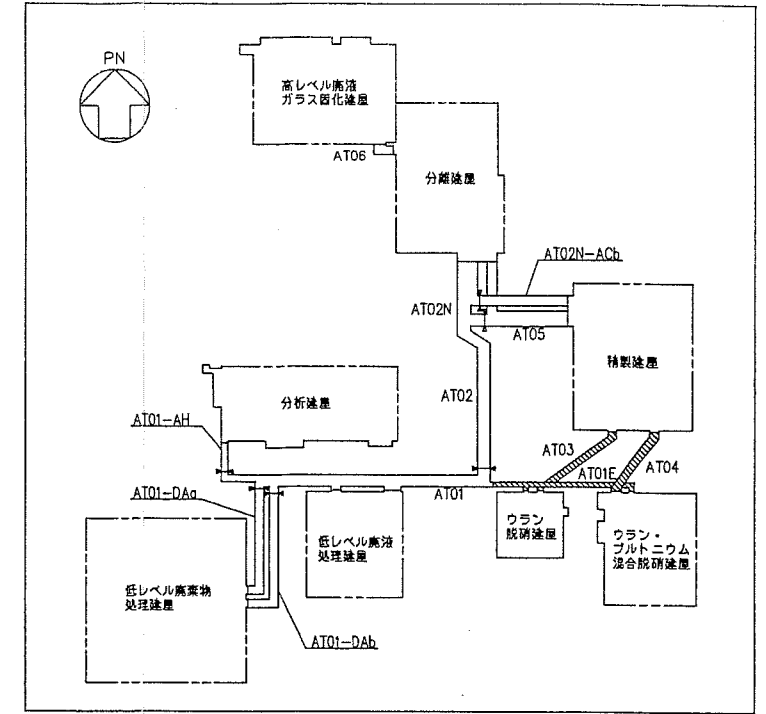 PN
高レベル廃液
ガラス固化建屋
AT06
分離建屋
AT02N-ACb
AT02N
AT05
精製建屋
AT02
分析建屋
AT01-AH
AT03
AT01E
AT04
AT01-DAa
AT01
低レベル廃液
処理建屋
ウラン
脱硝建屋
ウラン・
プルトニウム
混合脱硝建屋
低レベル廃棄物
処理建屋
AT01-DAb